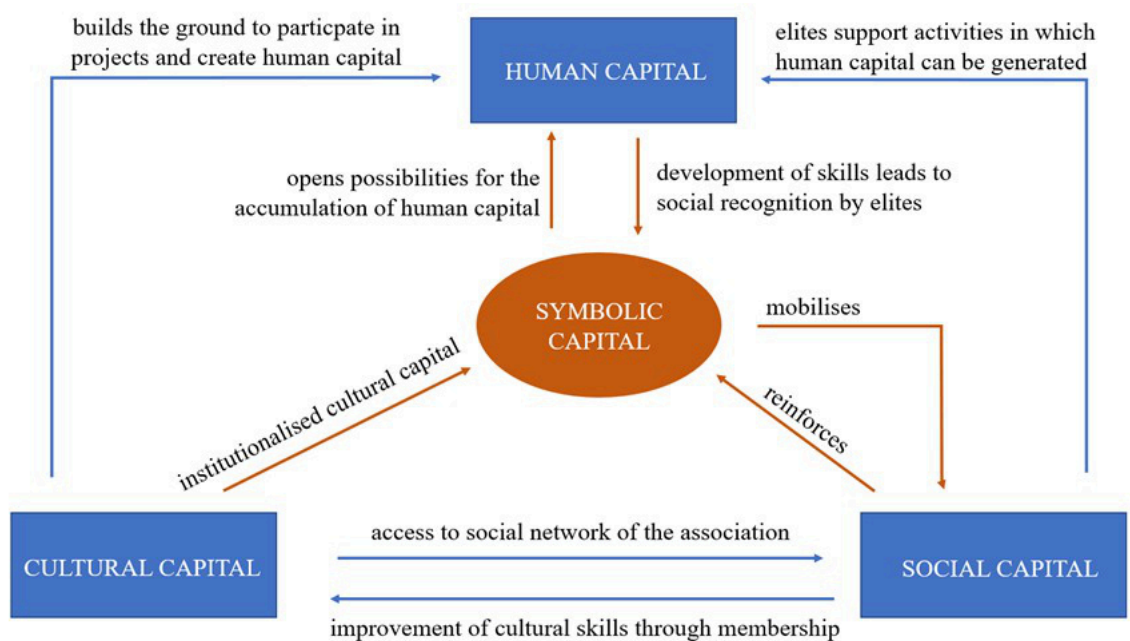 builds the ground to particpate in
projects and create human capital
HUMAN CAPITAL
elites support activities in which
human capital can be generated
opens possibilities for the
accumulation of human capital
development of skills leads to
social recognition by elites
SYMBOLIC
CAPITAL
mobilises
institutionalised cultural capital
reinforces
CULTURAL CAPITAL
access to social network of the association
SOCIAL CAPITAL
improvement of cultural skills through membership